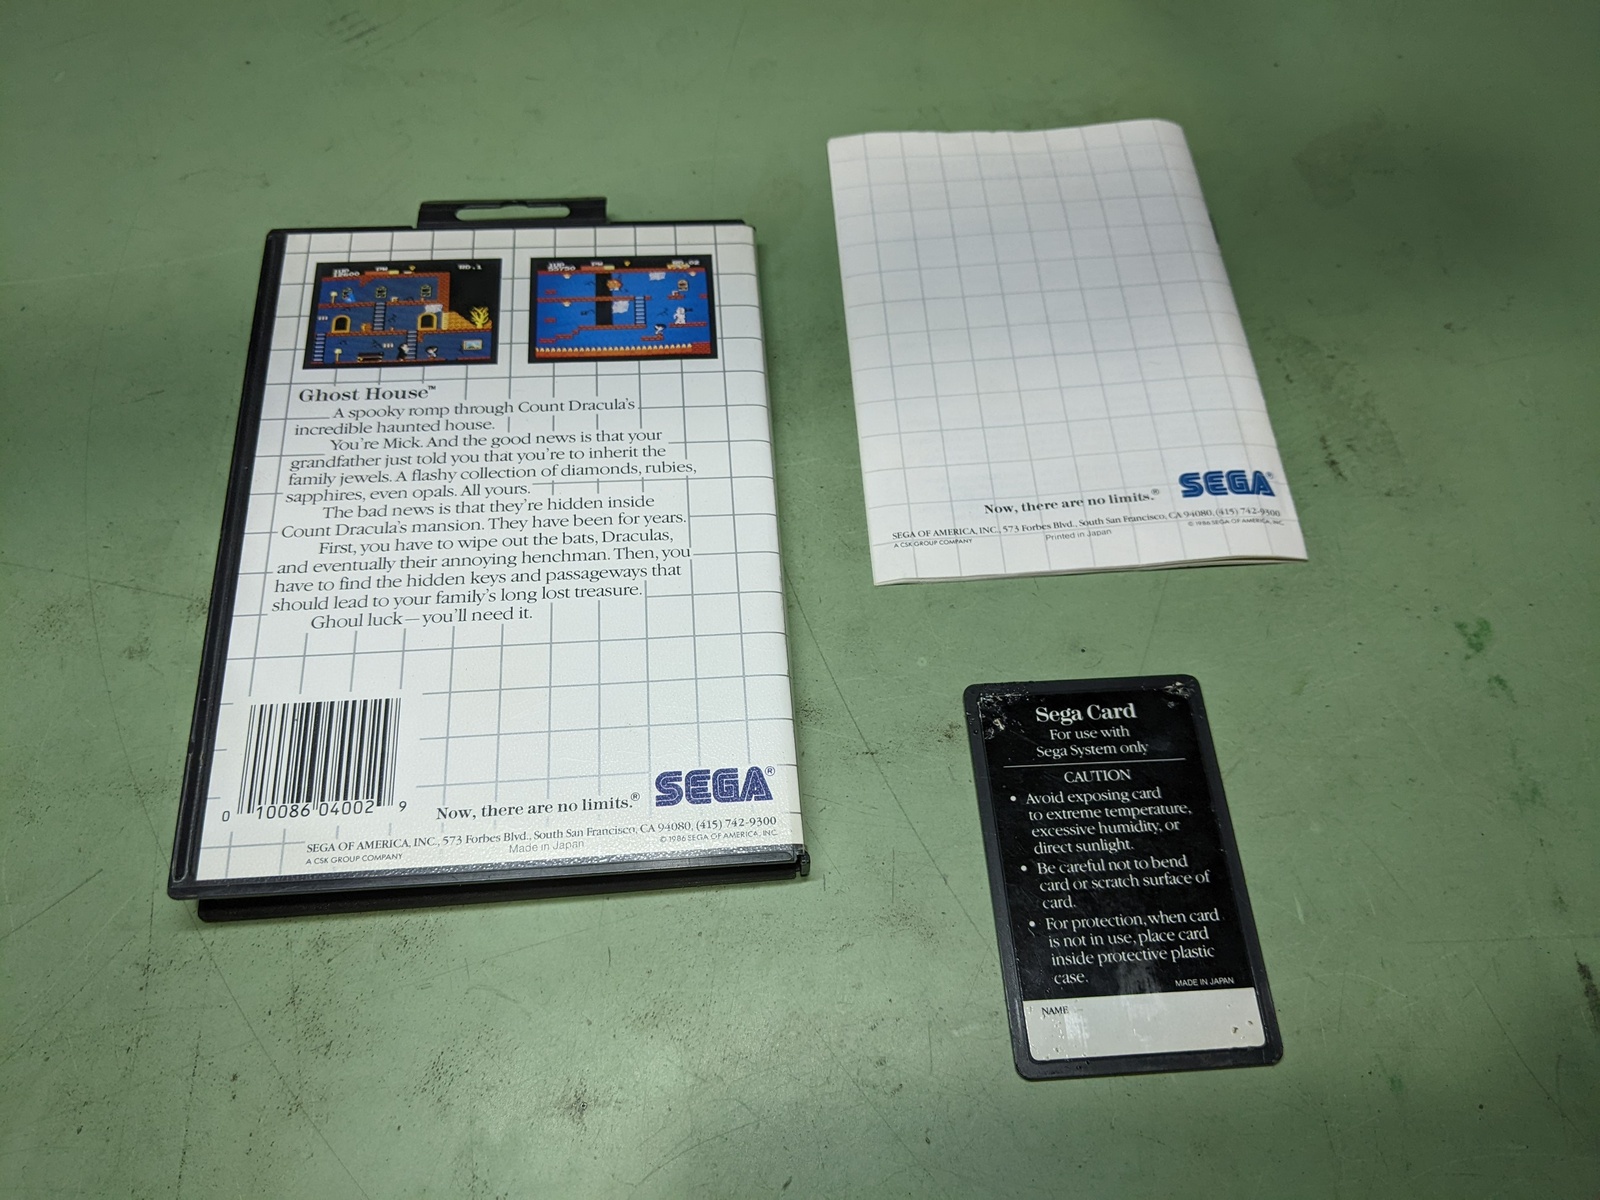 Ghost House™
A spooky romp through Count Dracula's
incredible haunted house.
You're Mick. And the good news is that your
grandfather just told you that you're to inherit the
family jewels. A flashy collection of diamonds, rubies,
sapphires, even opals. All yours.
The bad news is that they're hidden inside
Count Dracula's mansion. They have been for years.
First, you have to wipe out the bats, Draculas,
and eventually their annoying henchman. Then, you
have to find the hidden keys and passageways that
should lead to your family's long lost treasure.
Ghoul luck—you'll need it.
0 10086 04002 9
Now, there are no limits.®
SEGA®
SEGA OF AMERICA, INC., 573 Forbes Blvd., South San Francisco, CA 94080, (415) 742-9300
A CSK GROUP COMPANY
Made in Japan
© 1986 SEGA OF AMERICA, INC.
SEGA®
Now, there are no limits.®
SEGA OF AMERICA, INC., 573 Forbes Blvd., South San Francisco, CA 94080, (415) 742-9300
A CSK GROUP COMPANY
Printed in Japan
© 1986 SEGA OF AMERICA, INC.
Sega Card
For use with
Sega System only
CAUTION
• Avoid exposing card
to extreme temperature,
excessive humidity, or
direct sunlight.
• Be careful not to bend
card or scratch surface of
card.
• For protection, when card
is not in use, place card
inside protective plastic
case.
MADE IN JAPAN
NAME